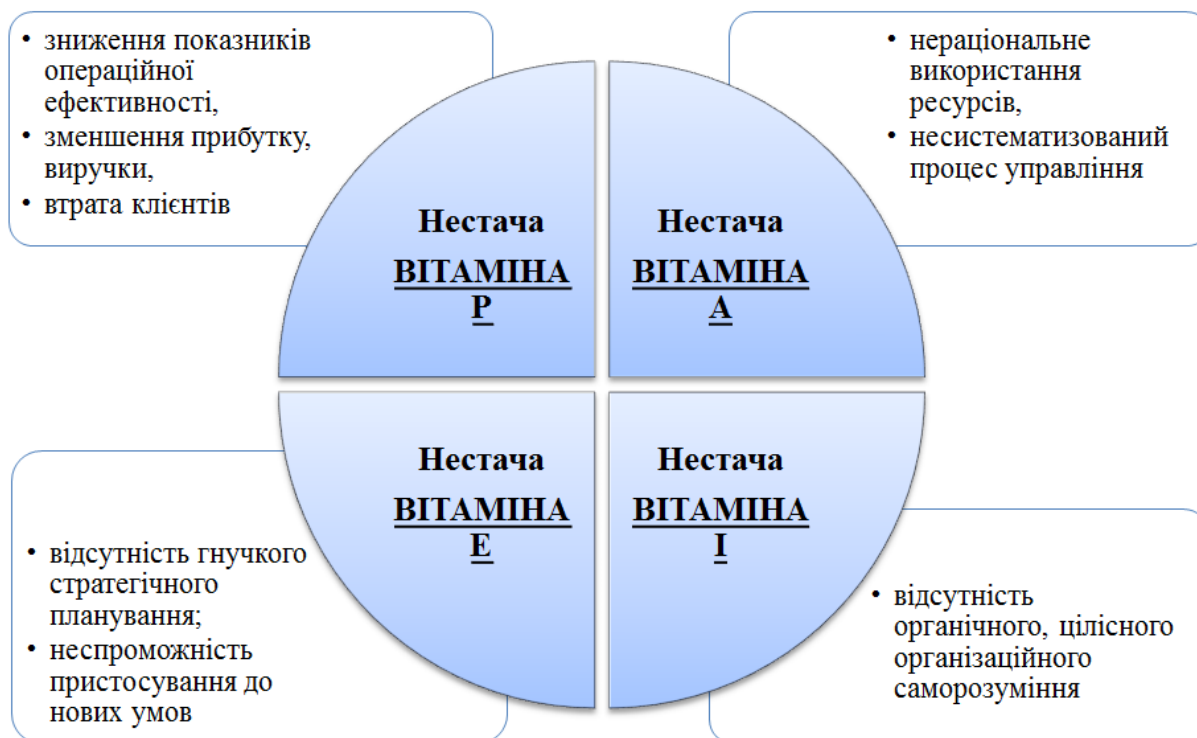 • зниження показників
операційної
ефективності,
• зменшення прибутку,
виручки,
• втрата клієнтів
• нераціональне
використання
ресурсів,
• несистематизований
процес управління
Нестача
ВІТАМІНА
Р
Нестача
ВІТАМІНА
А
Нестача
ВІТАМІНА
Е
Нестача
ВІТАМІНА
І
• відсутність гнучкого
стратегічного
планування;
• неспроможність
пристосування до
нових умов
• відсутність
органічного, цілісного
організаційного
саморозуміння